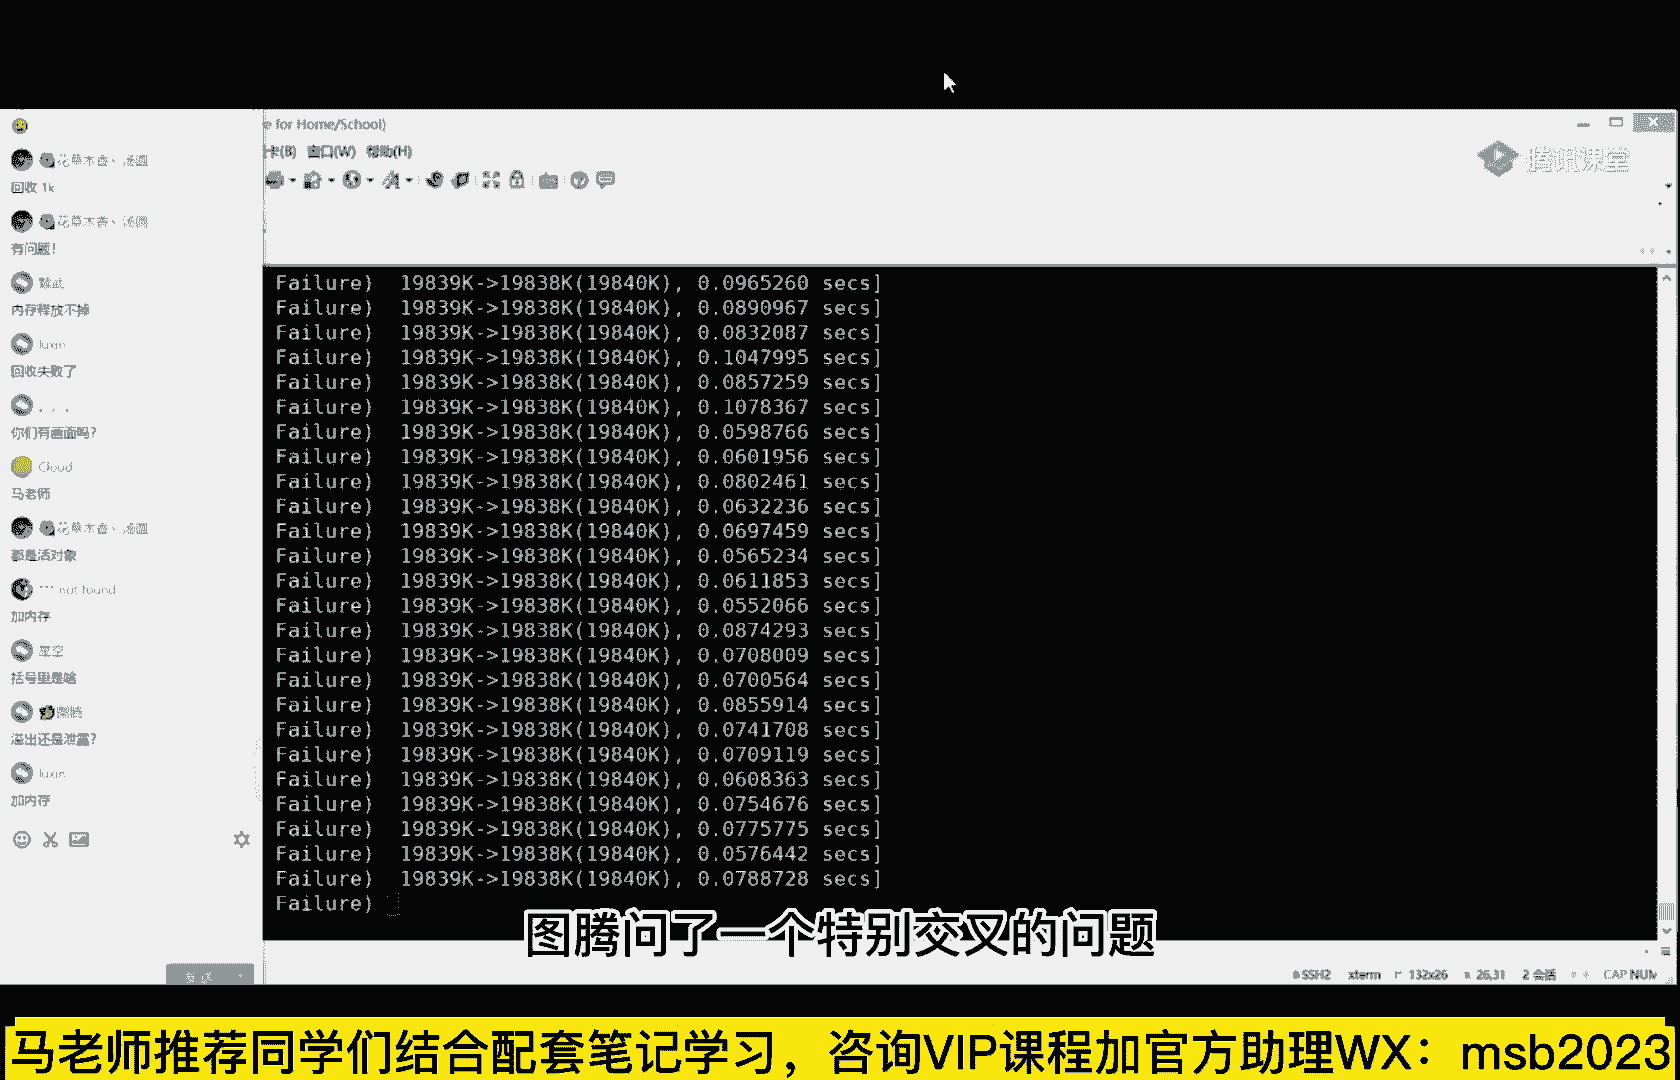 e for Home/School)
卡(B) 窗口(W) 帮助(H)
腾讯课堂
花草木香、汤圆
回收 1k
花草木香、汤圆
有问题!
内存释放不掉
luxin
回收失败了
. . .
你们有画面吗?
Cloud
马老师
花草木香、汤圆
都是活对象
*** not found
加内存
星空
括号里是啥
图腾
溢出还是泄露?
luxin
加内存
发送
Failure) 19839K->19838K(19840K), 0.0965260 secs]
Failure) 19839K->19838K(19840K), 0.0890967 secs]
Failure) 19839K->19838K(19840K), 0.0832087 secs]
Failure) 19839K->19838K(19840K), 0.1047995 secs]
Failure) 19839K->19838K(19840K), 0.0857259 secs]
Failure) 19839K->19838K(19840K), 0.1078367 secs]
Failure) 19839K->19838K(19840K), 0.0598766 secs]
Failure) 19839K->19838K(19840K), 0.0601956 secs]
Failure) 19839K->19838K(19840K), 0.0802461 secs]
Failure) 19839K->19838K(19840K), 0.0632236 secs]
Failure) 19839K->19838K(19840K), 0.0697459 secs]
Failure) 19839K->19838K(19840K), 0.0565234 secs]
Failure) 19839K->19838K(19840K), 0.0611853 secs]
Failure) 19839K->19838K(19840K), 0.0552066 secs]
Failure) 19839K->19838K(19840K), 0.0874293 secs]
Failure) 19839K->19838K(19840K), 0.0708009 secs]
Failure) 19839K->19838K(19840K), 0.0700564 secs]
Failure) 19839K->19838K(19840K), 0.0855914 secs]
Failure) 19839K->19838K(19840K), 0.0741708 secs]
Failure) 19839K->19838K(19840K), 0.0709119 secs]
Failure) 19839K->19838K(19840K), 0.0608363 secs]
Failure) 19839K->19838K(19840K), 0.0754676 secs]
Failure) 19839K->19838K(19840K), 0.0775775 secs]
Failure) 19839K->19838K(19840K), 0.0576442 secs]
Failure) 19839K->19838K(19840K), 0.0788728 secs]
Failure)
图腾问了一个特别交叉的问题
SSH2 xterm 132x26 26,31 2 会话 CAP NUM
马老师推荐同学们结合配套笔记学习，咨询VIP课程加官方助理WX：msb2023